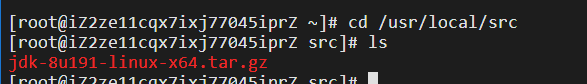 [root@iZ2ze11cqx7ixj77045iprZ ~]# cd /usr/local/src
[root@iZ2ze11cqx7ixj77045iprZ src]# ls
jdk-8u191-linux-x64.tar.gz
[root@iZ2ze11cqx7ixj77045iprZ src]#